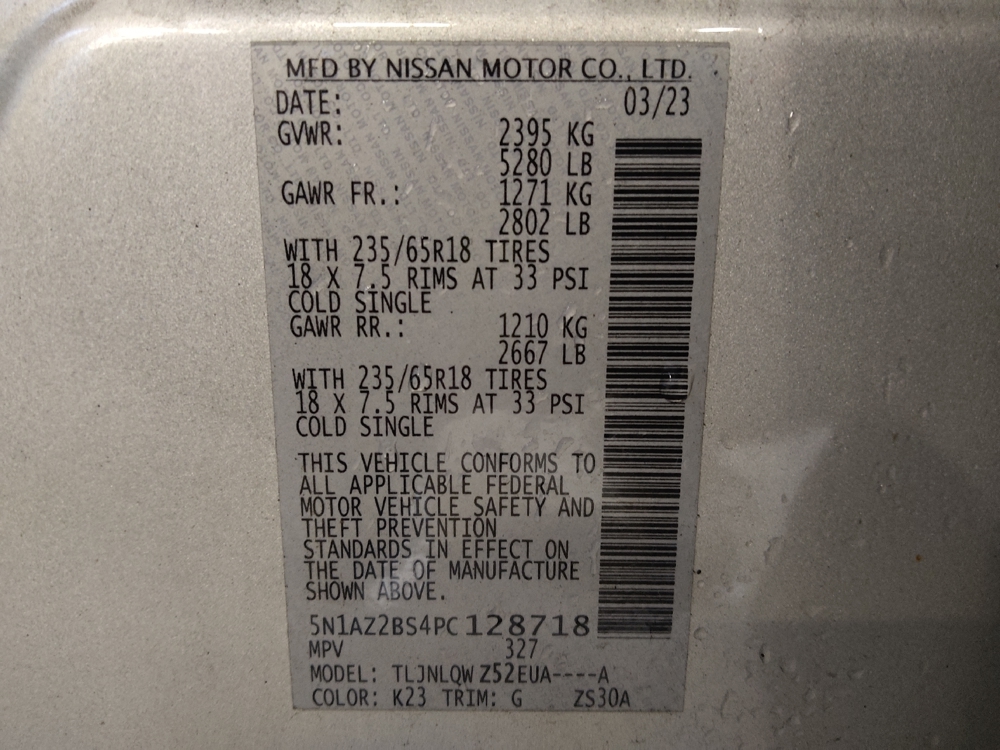 MFD BY NISSAN MOTOR CO., LTD.
DATE: 03/23
GVWR: 2395 KG
5280 LB
GAWR FR.: 1271 KG
2802 LB
WITH 235/65R18 TIRES
18 X 7.5 RIMS AT 33 PSI
COLD SINGLE
GAWR RR.: 1210 KG
2667 LB
WITH 235/65R18 TIRES
18 X 7.5 RIMS AT 33 PSI
COLD SINGLE
THIS VEHICLE CONFORMS TO
ALL APPLICABLE FEDERAL
MOTOR VEHICLE SAFETY AND
THEFT PREVENTION
STANDARDS IN EFFECT ON
THE DATE OF MANUFACTURE
SHOWN ABOVE.
5N1AZ2BS4PC128718
MPV 327
MODEL: TLJNLQWZ52EUA----A
COLOR: K23 TRIM: G ZS30A